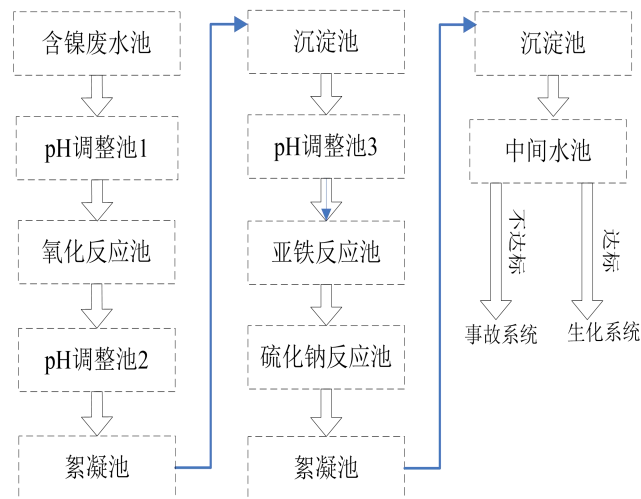 含镍废水池
pH调整池1
氧化反应池
pH调整池2
絮凝池
沉淀池
pH调整池3
亚铁反应池
硫化钠反应池
絮凝池
沉淀池
中间水池
不达标
达标
事故系统
生化系统